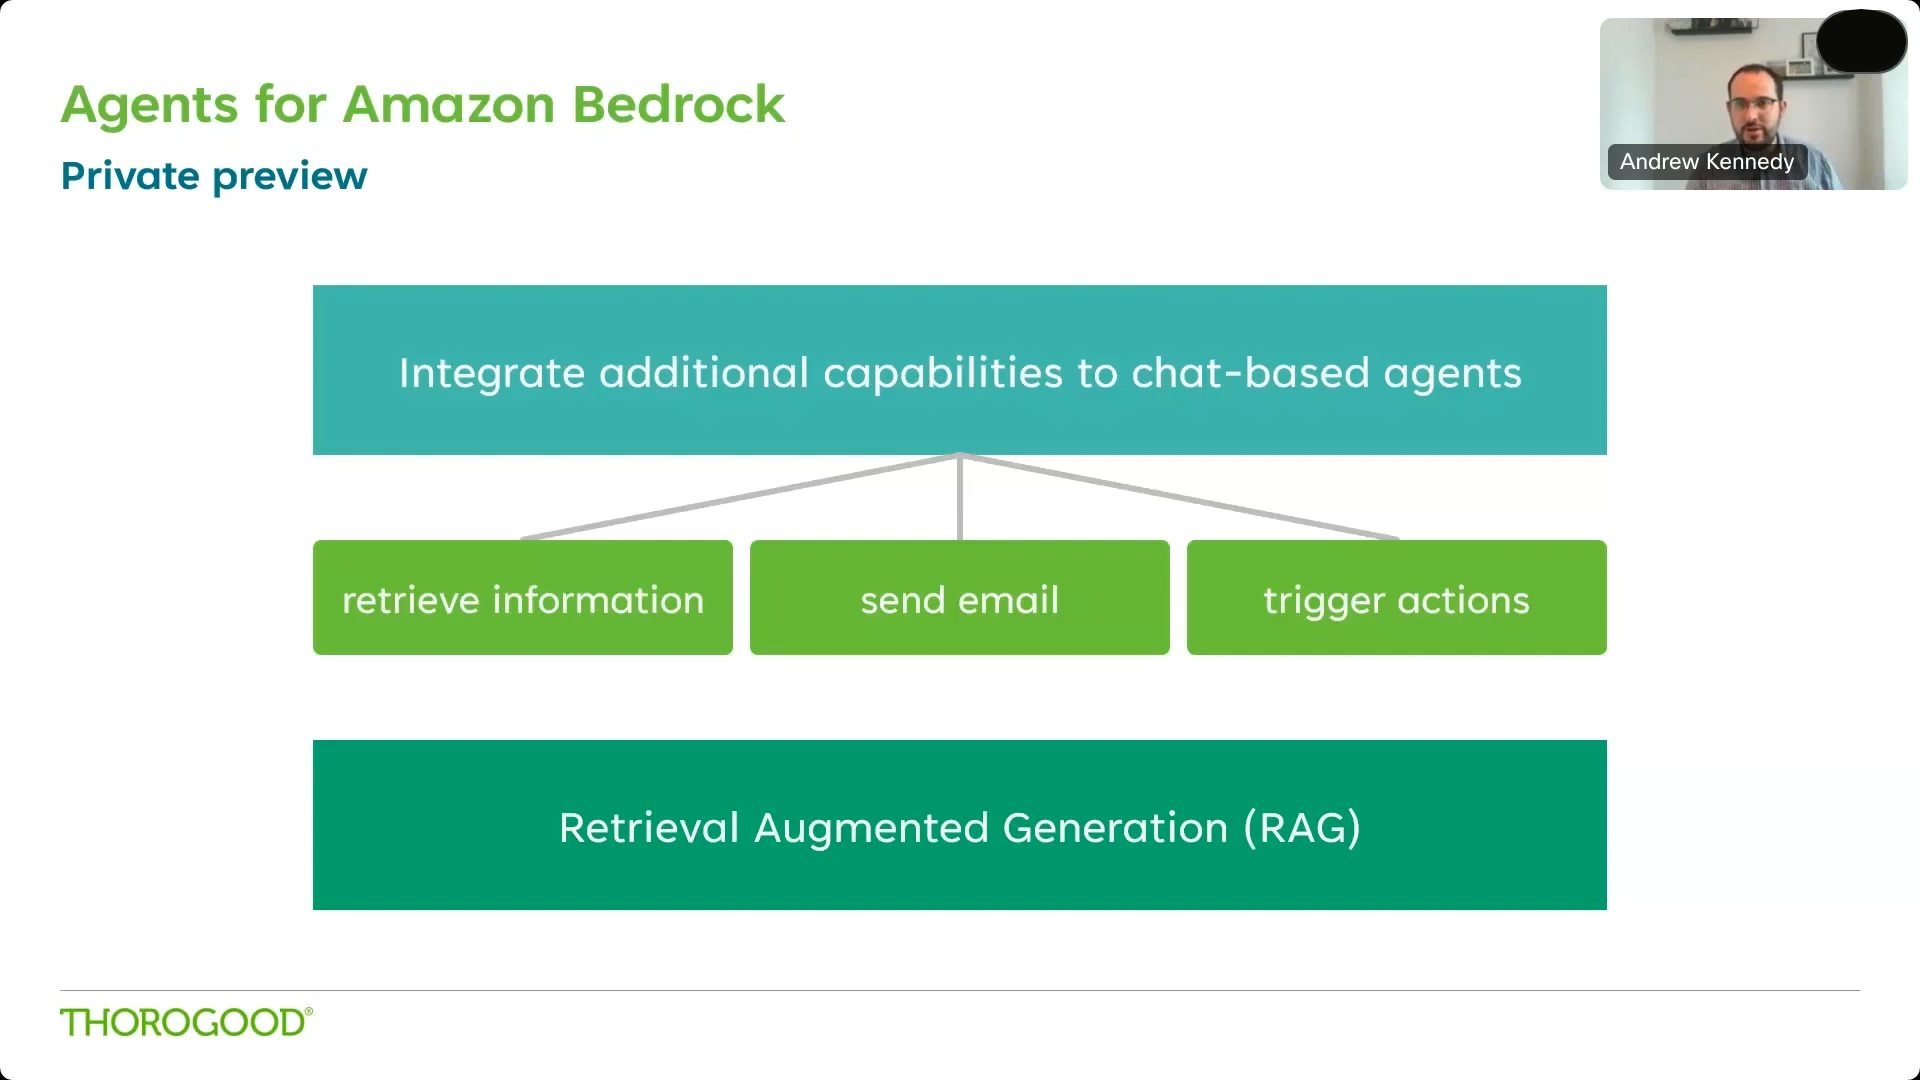 Agents for Amazon Bedrock
Private preview
Andrew Kennedy
Integrate additional capabilities to chat-based agents
retrieve information
send email
trigger actions
Retrieval Augmented Generation (RAG)
THOROGOOD®